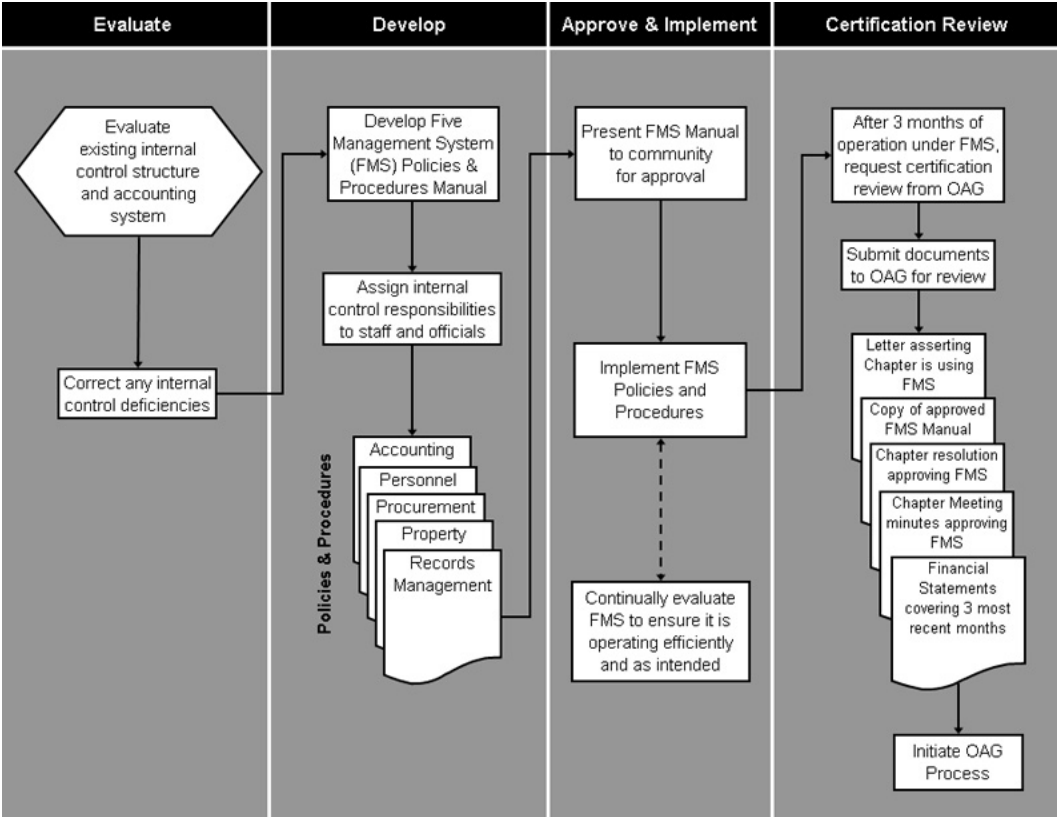 Evaluate
Develop
Approve & Implement
Certification Review
Evaluate
existing internal
control structure
and accounting
system
Correct any internal
control deficiencies
Develop Five
Management System
(FMS) Policies &
Procedures Manual
Assign internal
control responsibilities
to staff and officials
Policies & Procedures
Accounting
Personnel
Procurement
Property
Records
Management
Present FMS Manual
to community
for approval
Implement FMS
Policies and
Procedures
Continually evaluate
FMS to ensure it is
operating efficiently
and as intended
After 3 months of
operation under FMS,
request certification
review from OAG
Submit documents
to OAG for review
Letter asserting
Chapter is using
FMS
Copy of approved
FMS Manual
Chapter resolution
approving FMS
Chapter Meeting
minutes approving
FMS
Financial
Statements
covering 3 most
recent months
Initiate OAG
Process